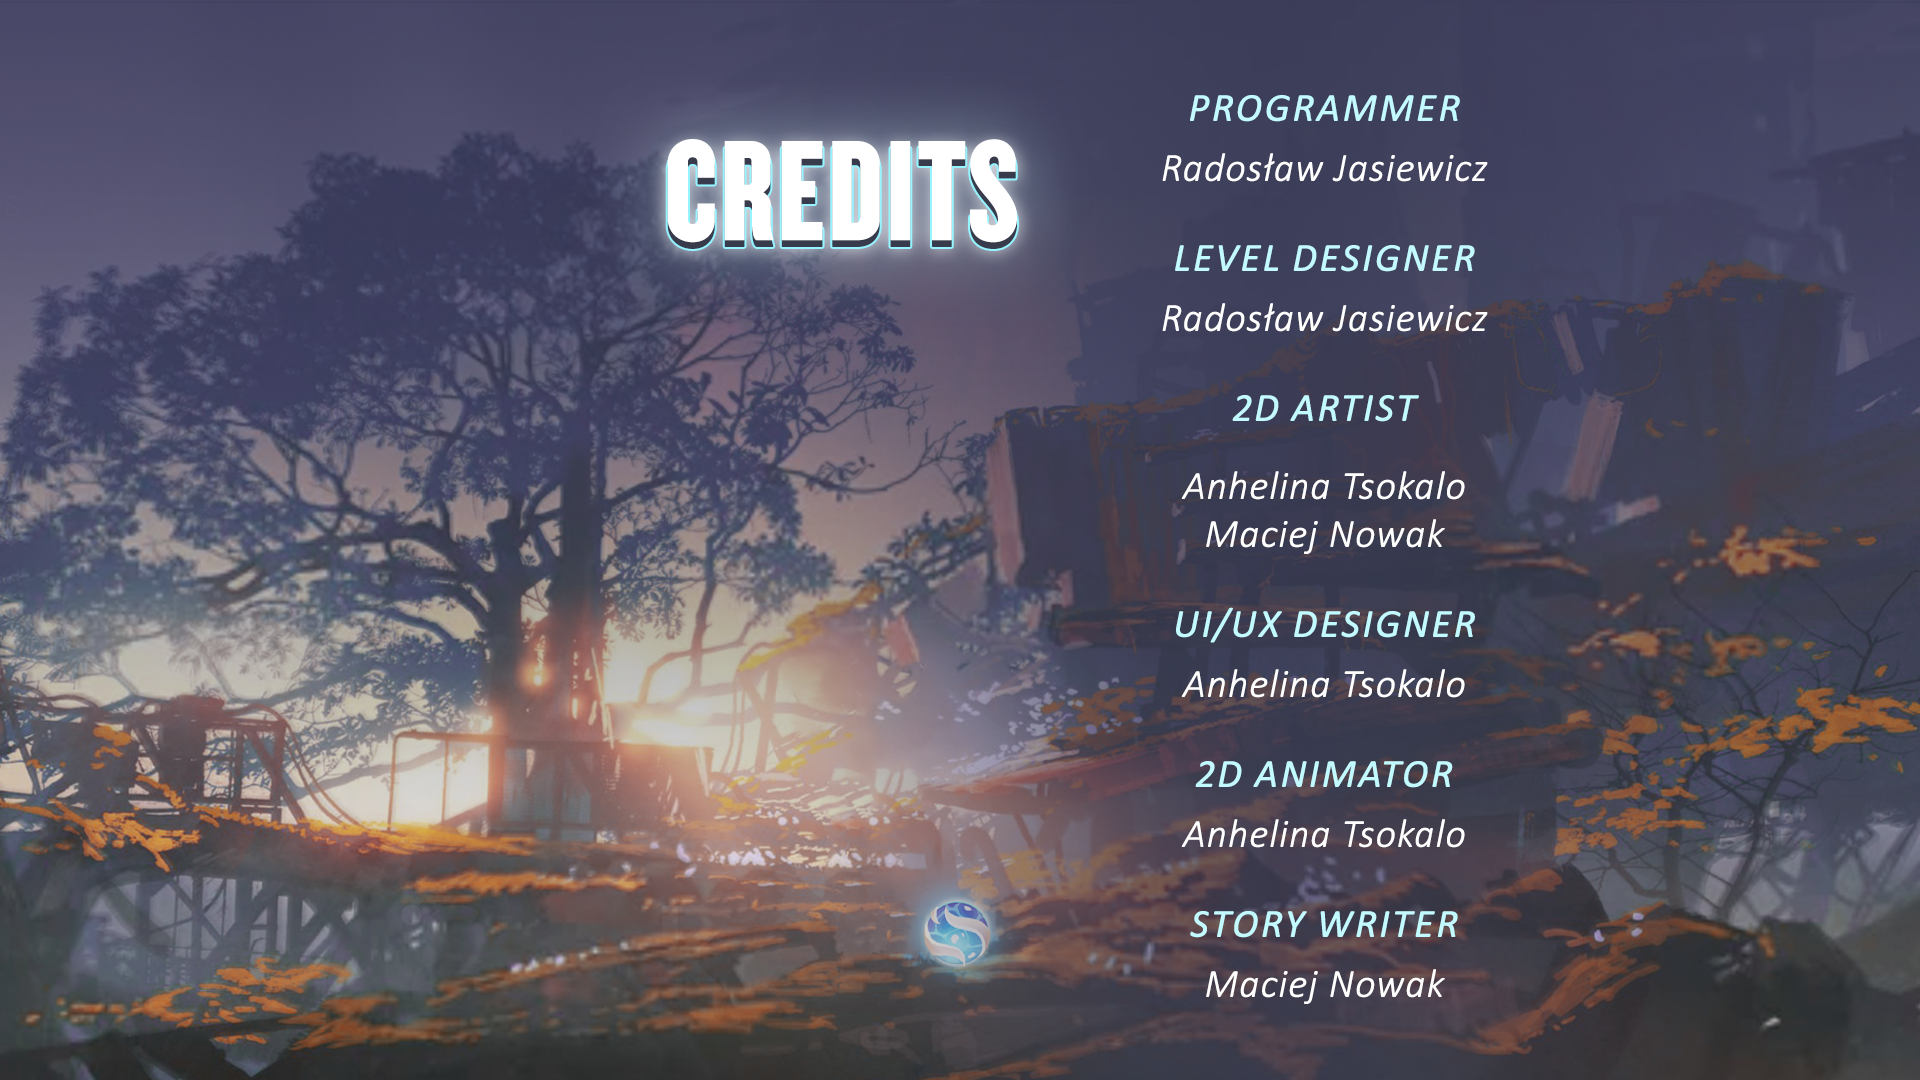 CREDITS
PROGRAMMER
Radosław Jasiewicz
LEVEL DESIGNER
Radosław Jasiewicz
2D ARTIST
Anhelina Tsokalo
Maciej Nowak
UI/UX DESIGNER
Anhelina Tsokalo
2D ANIMATOR
Anhelina Tsokalo
STORY WRITER
Maciej Nowak